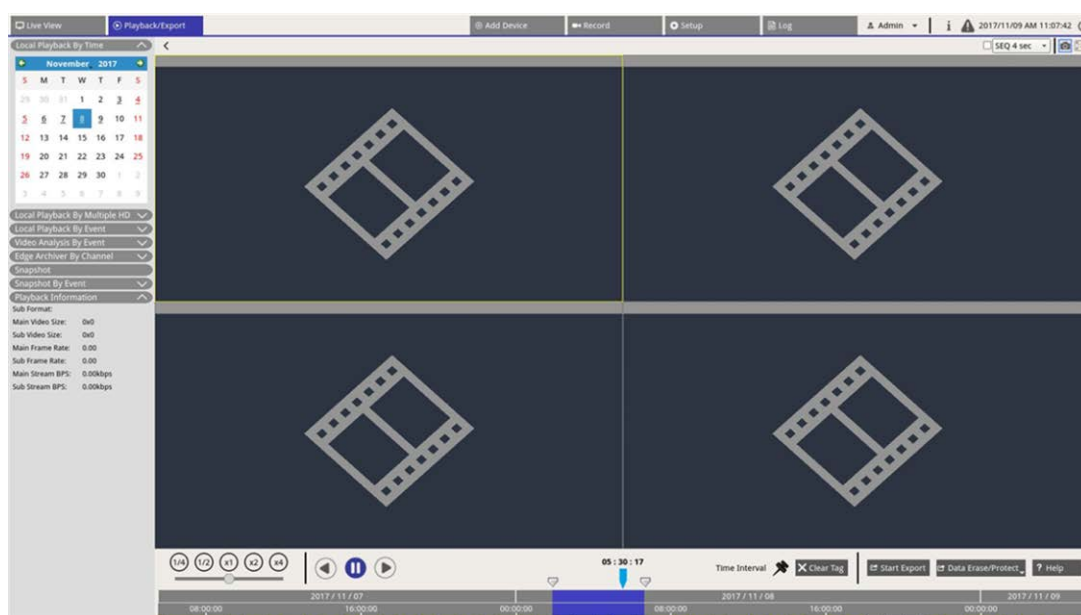 Live View Playback/Export Add Device Record Setup Log Admin i 2017/11/09 AM 11:07:42
Local Playback By Time
SEQ 4 sec
November 2017
S M T W T F S
29 30 31 1 2 3 4
5 6 7 8 9 10 11
12 13 14 15 16 17 18
19 20 21 22 23 24 25
26 27 28 29 30 1 2
3 4 5 6 7 8 9
Local Playback By Multiple HD
Local Playback By Event
Video Analysis By Event
Edge Archiver By Channel
Snapshot
Snapshot By Event
Playback Information
Sub Format:
Main Video Size: 0x0
Sub Video Size: 0x0
Main Frame Rate: 0.00
Sub Frame Rate: 0.00
Main Stream BPS: 0.00kbps
Sub Stream BPS: 0.00kbps
1/4 1/2 x1 x2 x4
05 : 30 : 17
Time Interval Clear Tag Start Export Data Erase/Protect ? Help
2017 / 11 / 07 2017 / 11 / 08 2017 / 11 / 09
08:00:00 16:00:00 00:00:00 08:00:00 16:00:00 00:00:00